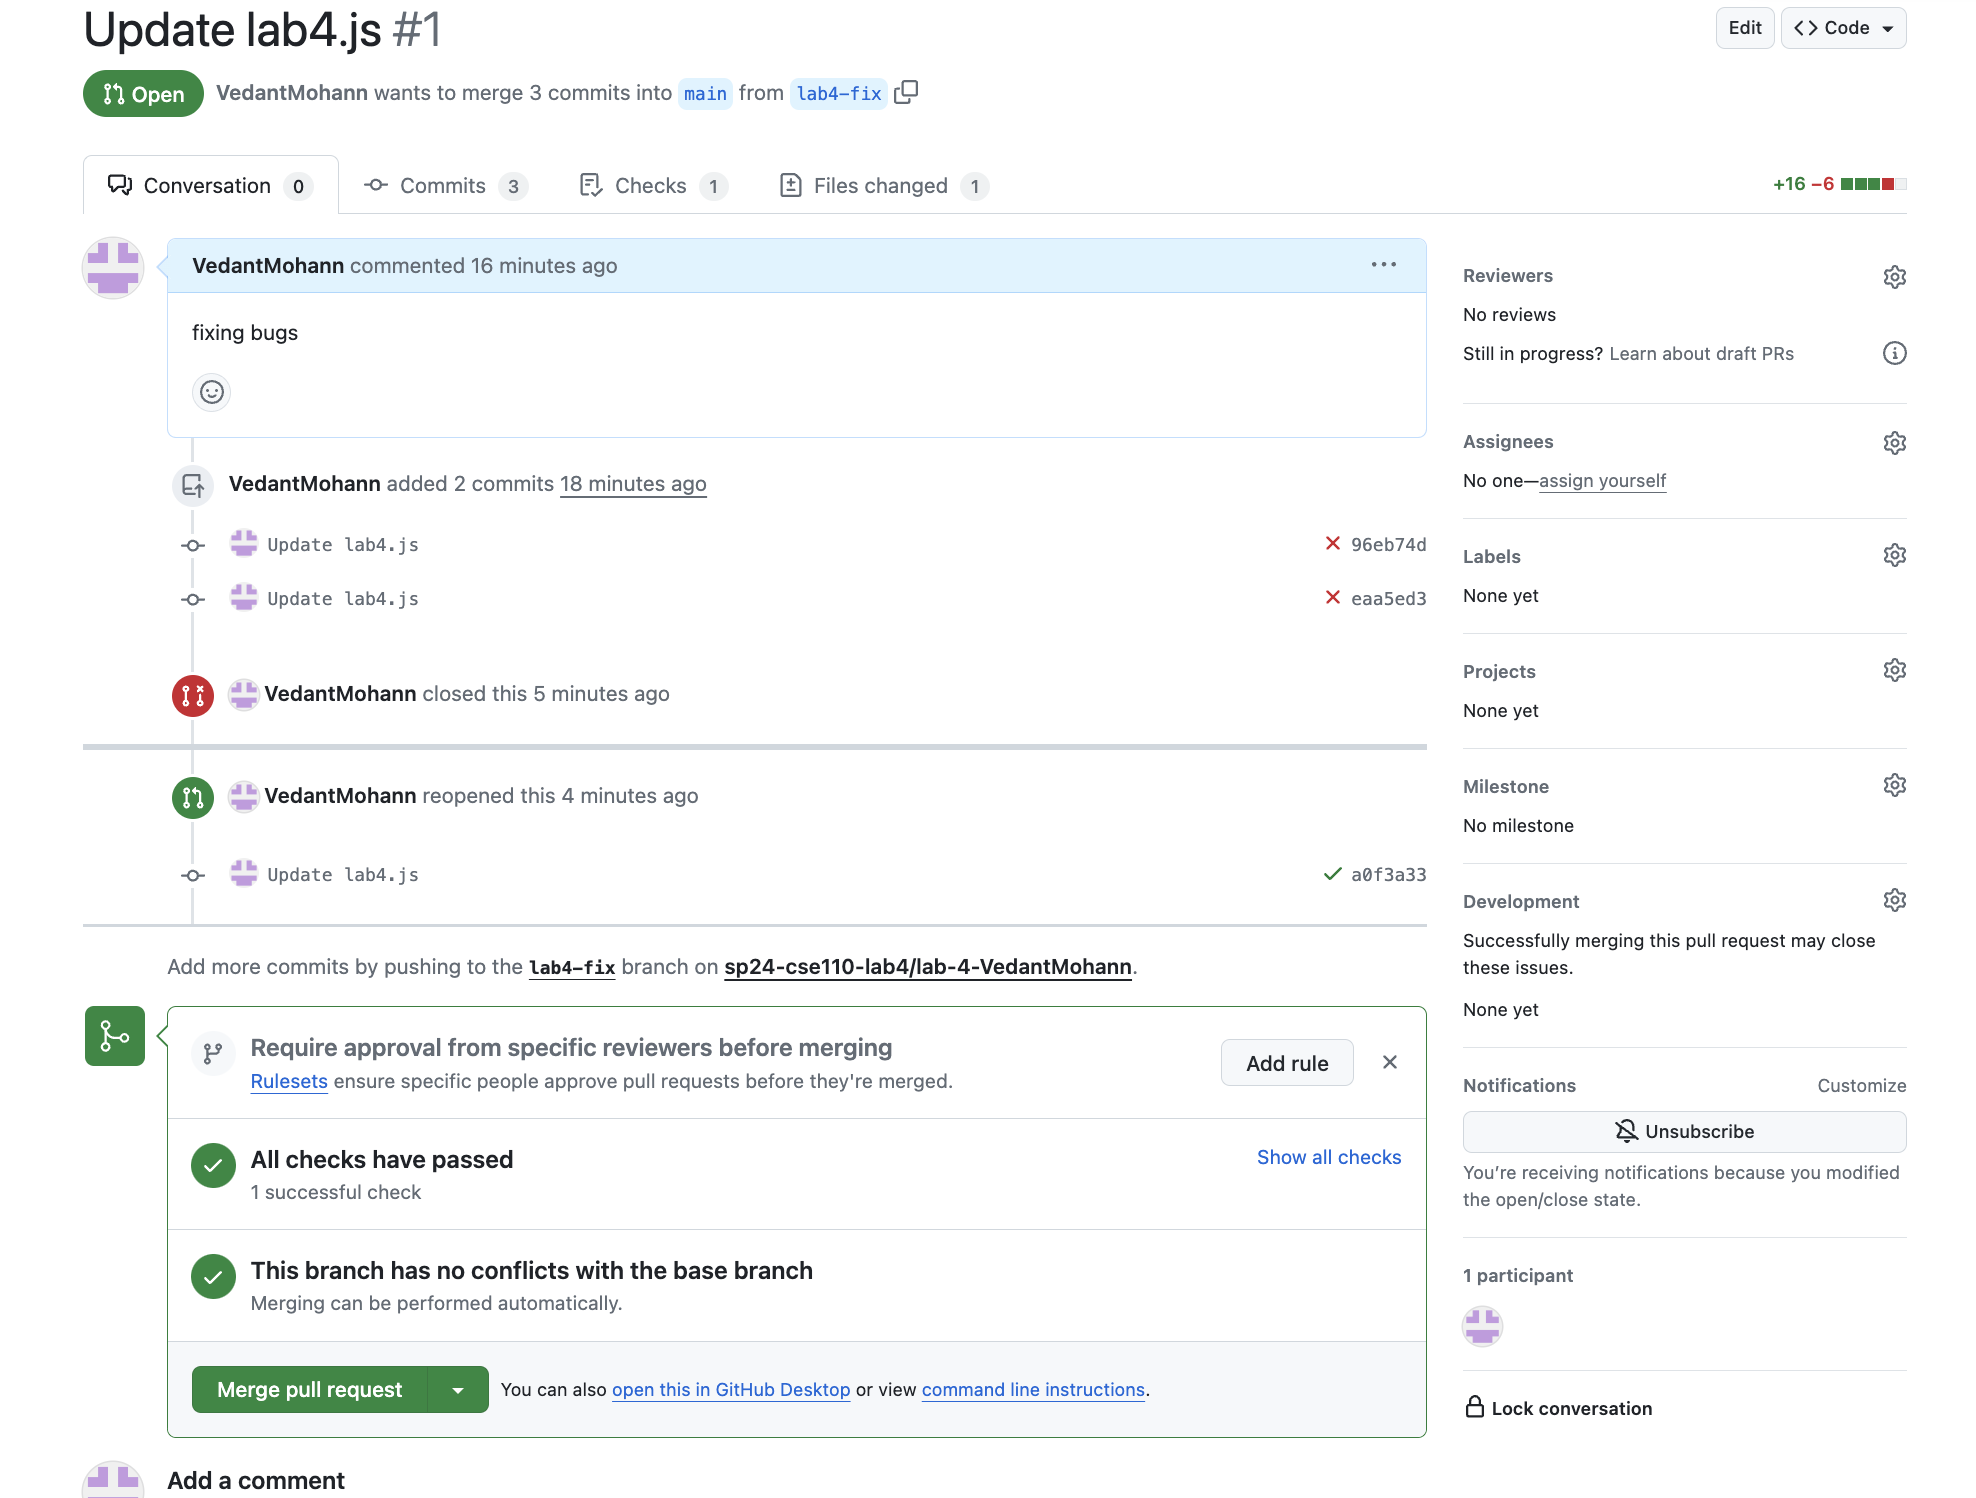 Update lab4.js #1
Edit
Code
Open
VedantMohann wants to merge 3 commits into main from lab4-fix
Conversation 0
Commits 3
Checks 1
Files changed 1
+16 −6
VedantMohann commented 16 minutes ago
fixing bugs
VedantMohann added 2 commits 18 minutes ago
Update lab4.js
96eb74d
Update lab4.js
eaa5ed3
VedantMohann closed this 5 minutes ago
VedantMohann reopened this 4 minutes ago
Update lab4.js
a0f3a33
Add more commits by pushing to the lab4-fix branch on sp24-cse110-lab4/lab-4-VedantMohann.
Require approval from specific reviewers before merging
Rulesets ensure specific people approve pull requests before they're merged.
Add rule
All checks have passed
1 successful check
Show all checks
This branch has no conflicts with the base branch
Merging can be performed automatically.
Merge pull request
You can also open this in GitHub Desktop or view command line instructions.
Add a comment
Reviewers
No reviews
Still in progress? Learn about draft PRs
Assignees
No one—assign yourself
Labels
None yet
Projects
None yet
Milestone
No milestone
Development
Successfully merging this pull request may close
these issues.
None yet
Notifications
Customize
Unsubscribe
You’re receiving notifications because you modified
the open/close state.
1 participant
Lock conversation